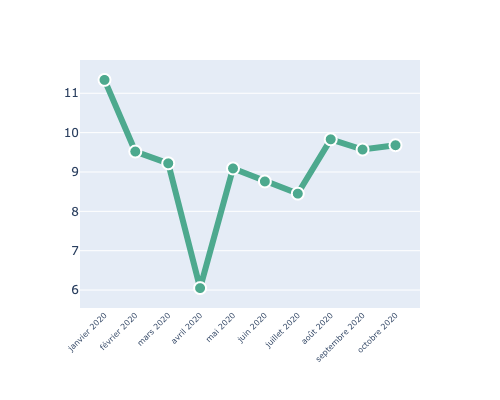 11
10
9
8
7
6
janvier 2020
février 2020
mars 2020
avril 2020
mai 2020
juin 2020
juillet 2020
août 2020
septembre 2020
octobre 2020